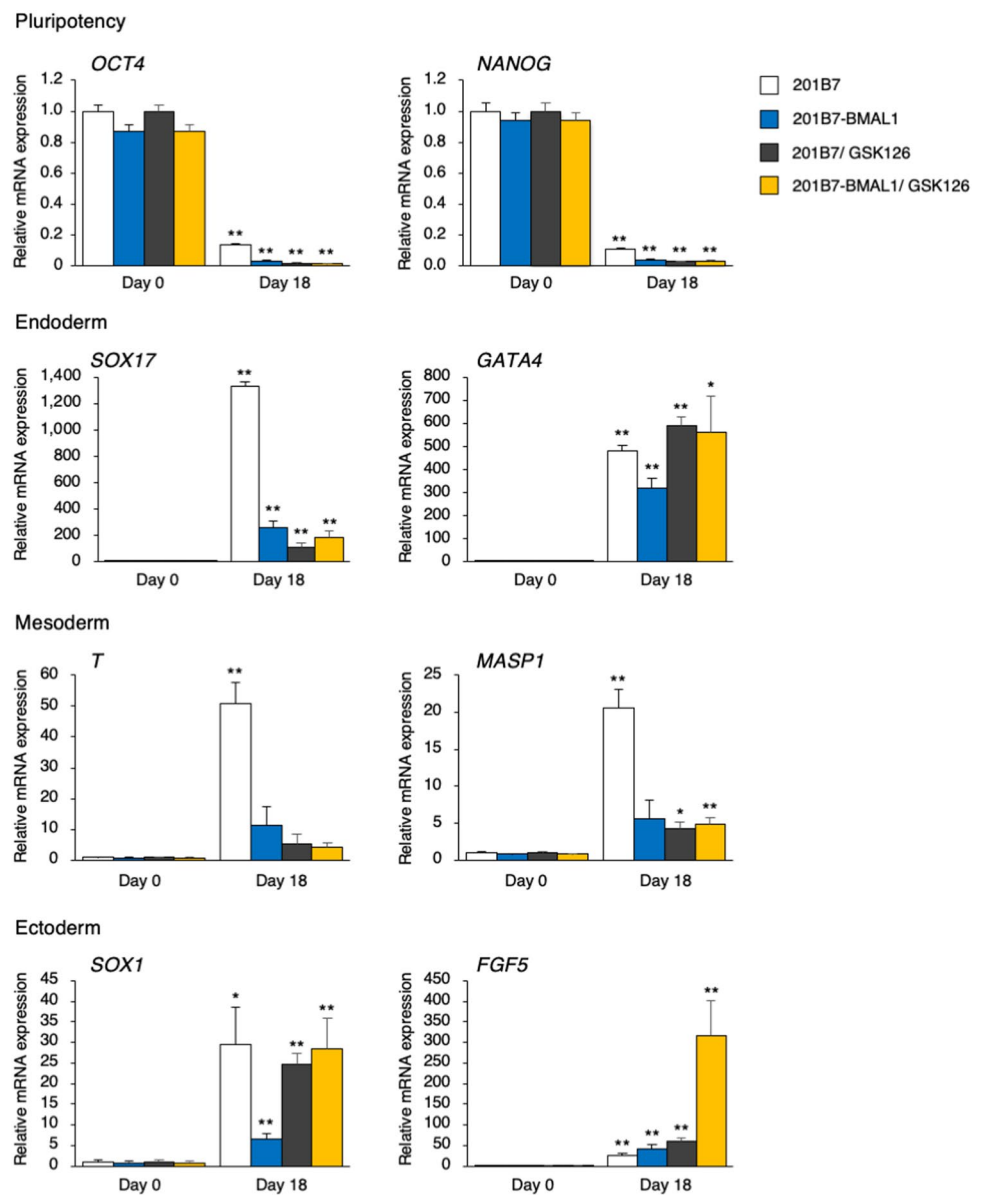 Pluripotency
OCT4
Relative mRNA expression
1.2
1.0
0.8
0.6
0.4
0.2
0
** ** ** **
Day 0 Day 18
NANOG
Relative mRNA expression
1.2
1.0
0.8
0.6
0.4
0.2
0.0
** ** ** **
Day 0 Day 18
201B7
201B7-BMAL1
201B7/ GSK126
201B7-BMAL1/ GSK126
Endoderm
SOX17
Relative mRNA expression
1,400
1,200
1,000
800
600
400
200
0
** ** ** **
Day 0 Day 18
GATA4
Relative mRNA expression
800
700
600
500
400
300
200
100
0
** ** ** *
Day 0 Day 18
Mesoderm
T
Relative mRNA expression
60
50
40
30
20
10
0
**
Day 0 Day 18
MASP1
Relative mRNA expression
25
20
15
10
5
0
** * **
Day 0 Day 18
Ectoderm
SOX1
Relative mRNA expression
45
40
35
30
25
20
15
10
5
0
* ** ** **
Day 0 Day 18
FGF5
Relative mRNA expression
450
400
350
300
250
200
150
100
50
0
** ** ** **
Day 0 Day 18